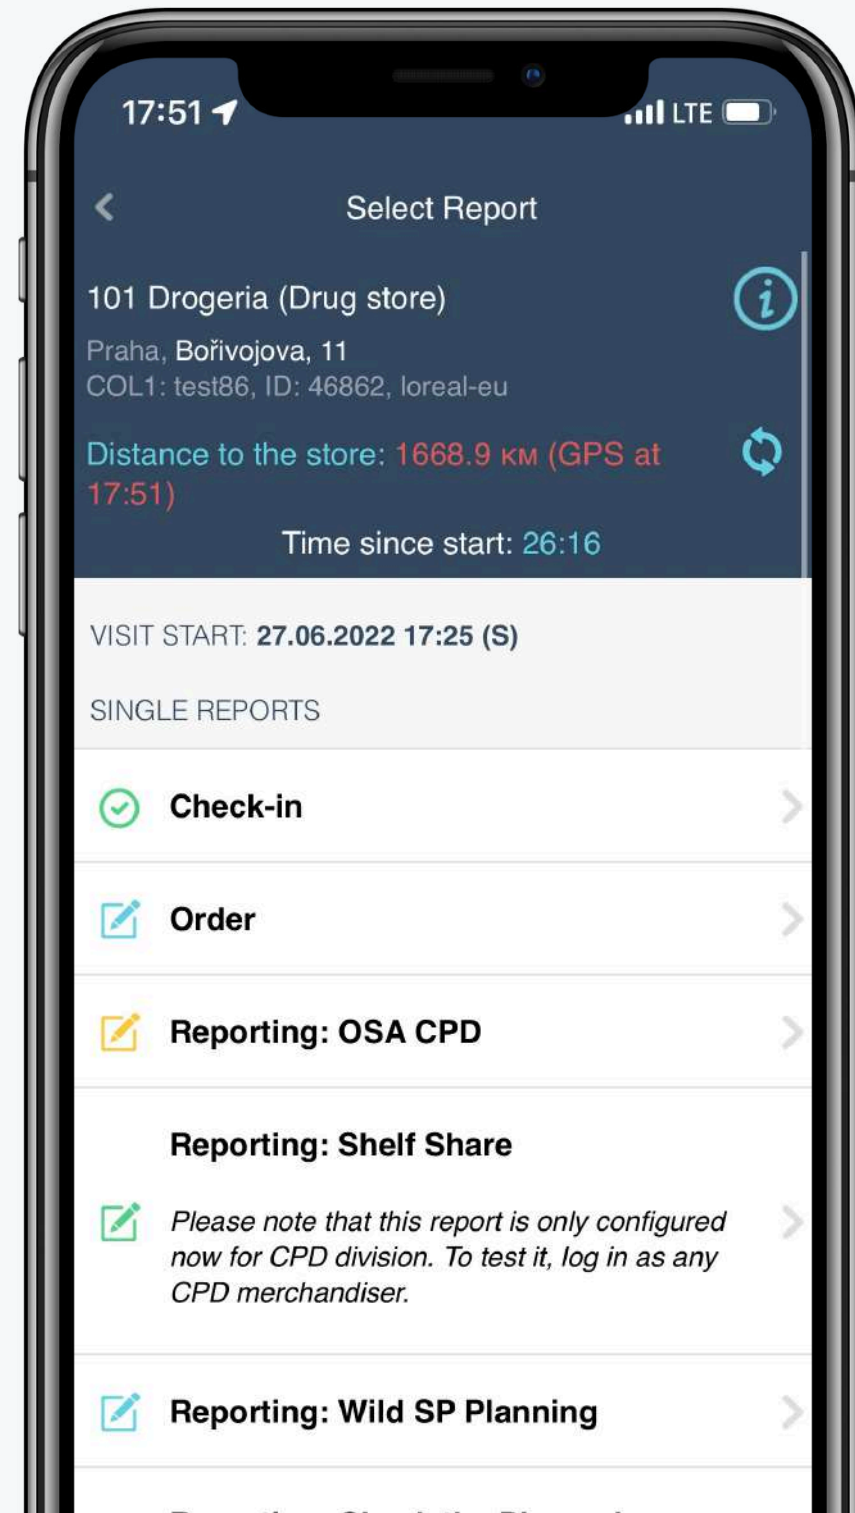 17:51
LTE
Select Report
101 Drogeria (Drug store)
Praha, Bořivojova, 11
COL1: test86, ID: 46862, loreal-eu
Distance to the store: 1668.9 км (GPS at
17:51)
Time since start: 26:16
VISIT START: 27.06.2022 17:25 (S)
SINGLE REPORTS
Check-in
Order
Reporting: OSA CPD
Reporting: Shelf Share
Please note that this report is only configured
now for CPD division. To test it, log in as any
CPD merchandiser.
Reporting: Wild SP Planning